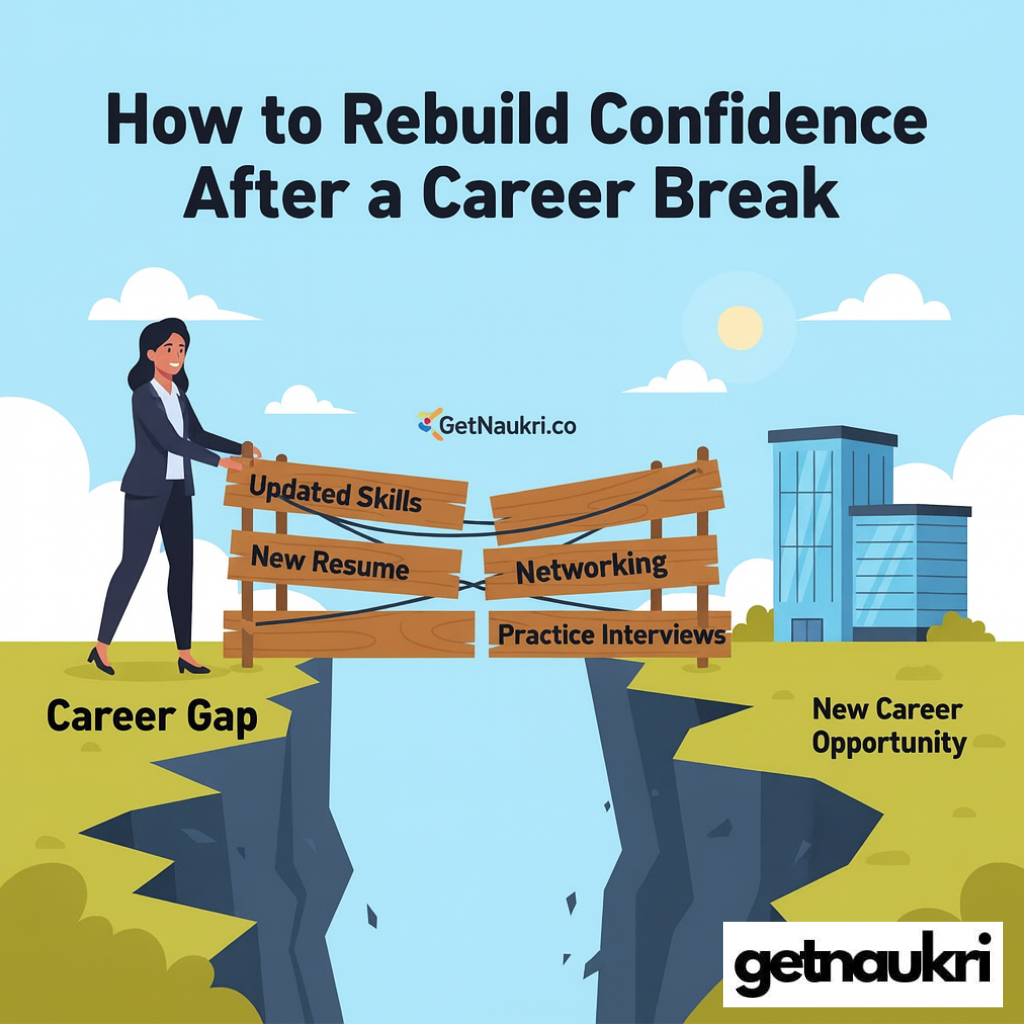 How to Rebuild Confidence
After a Career Break
GetNaukri.co
Updated Skills
New Resume
Networking
Practice Interviews
Career Gap
New Career
Opportunity
getnaukri